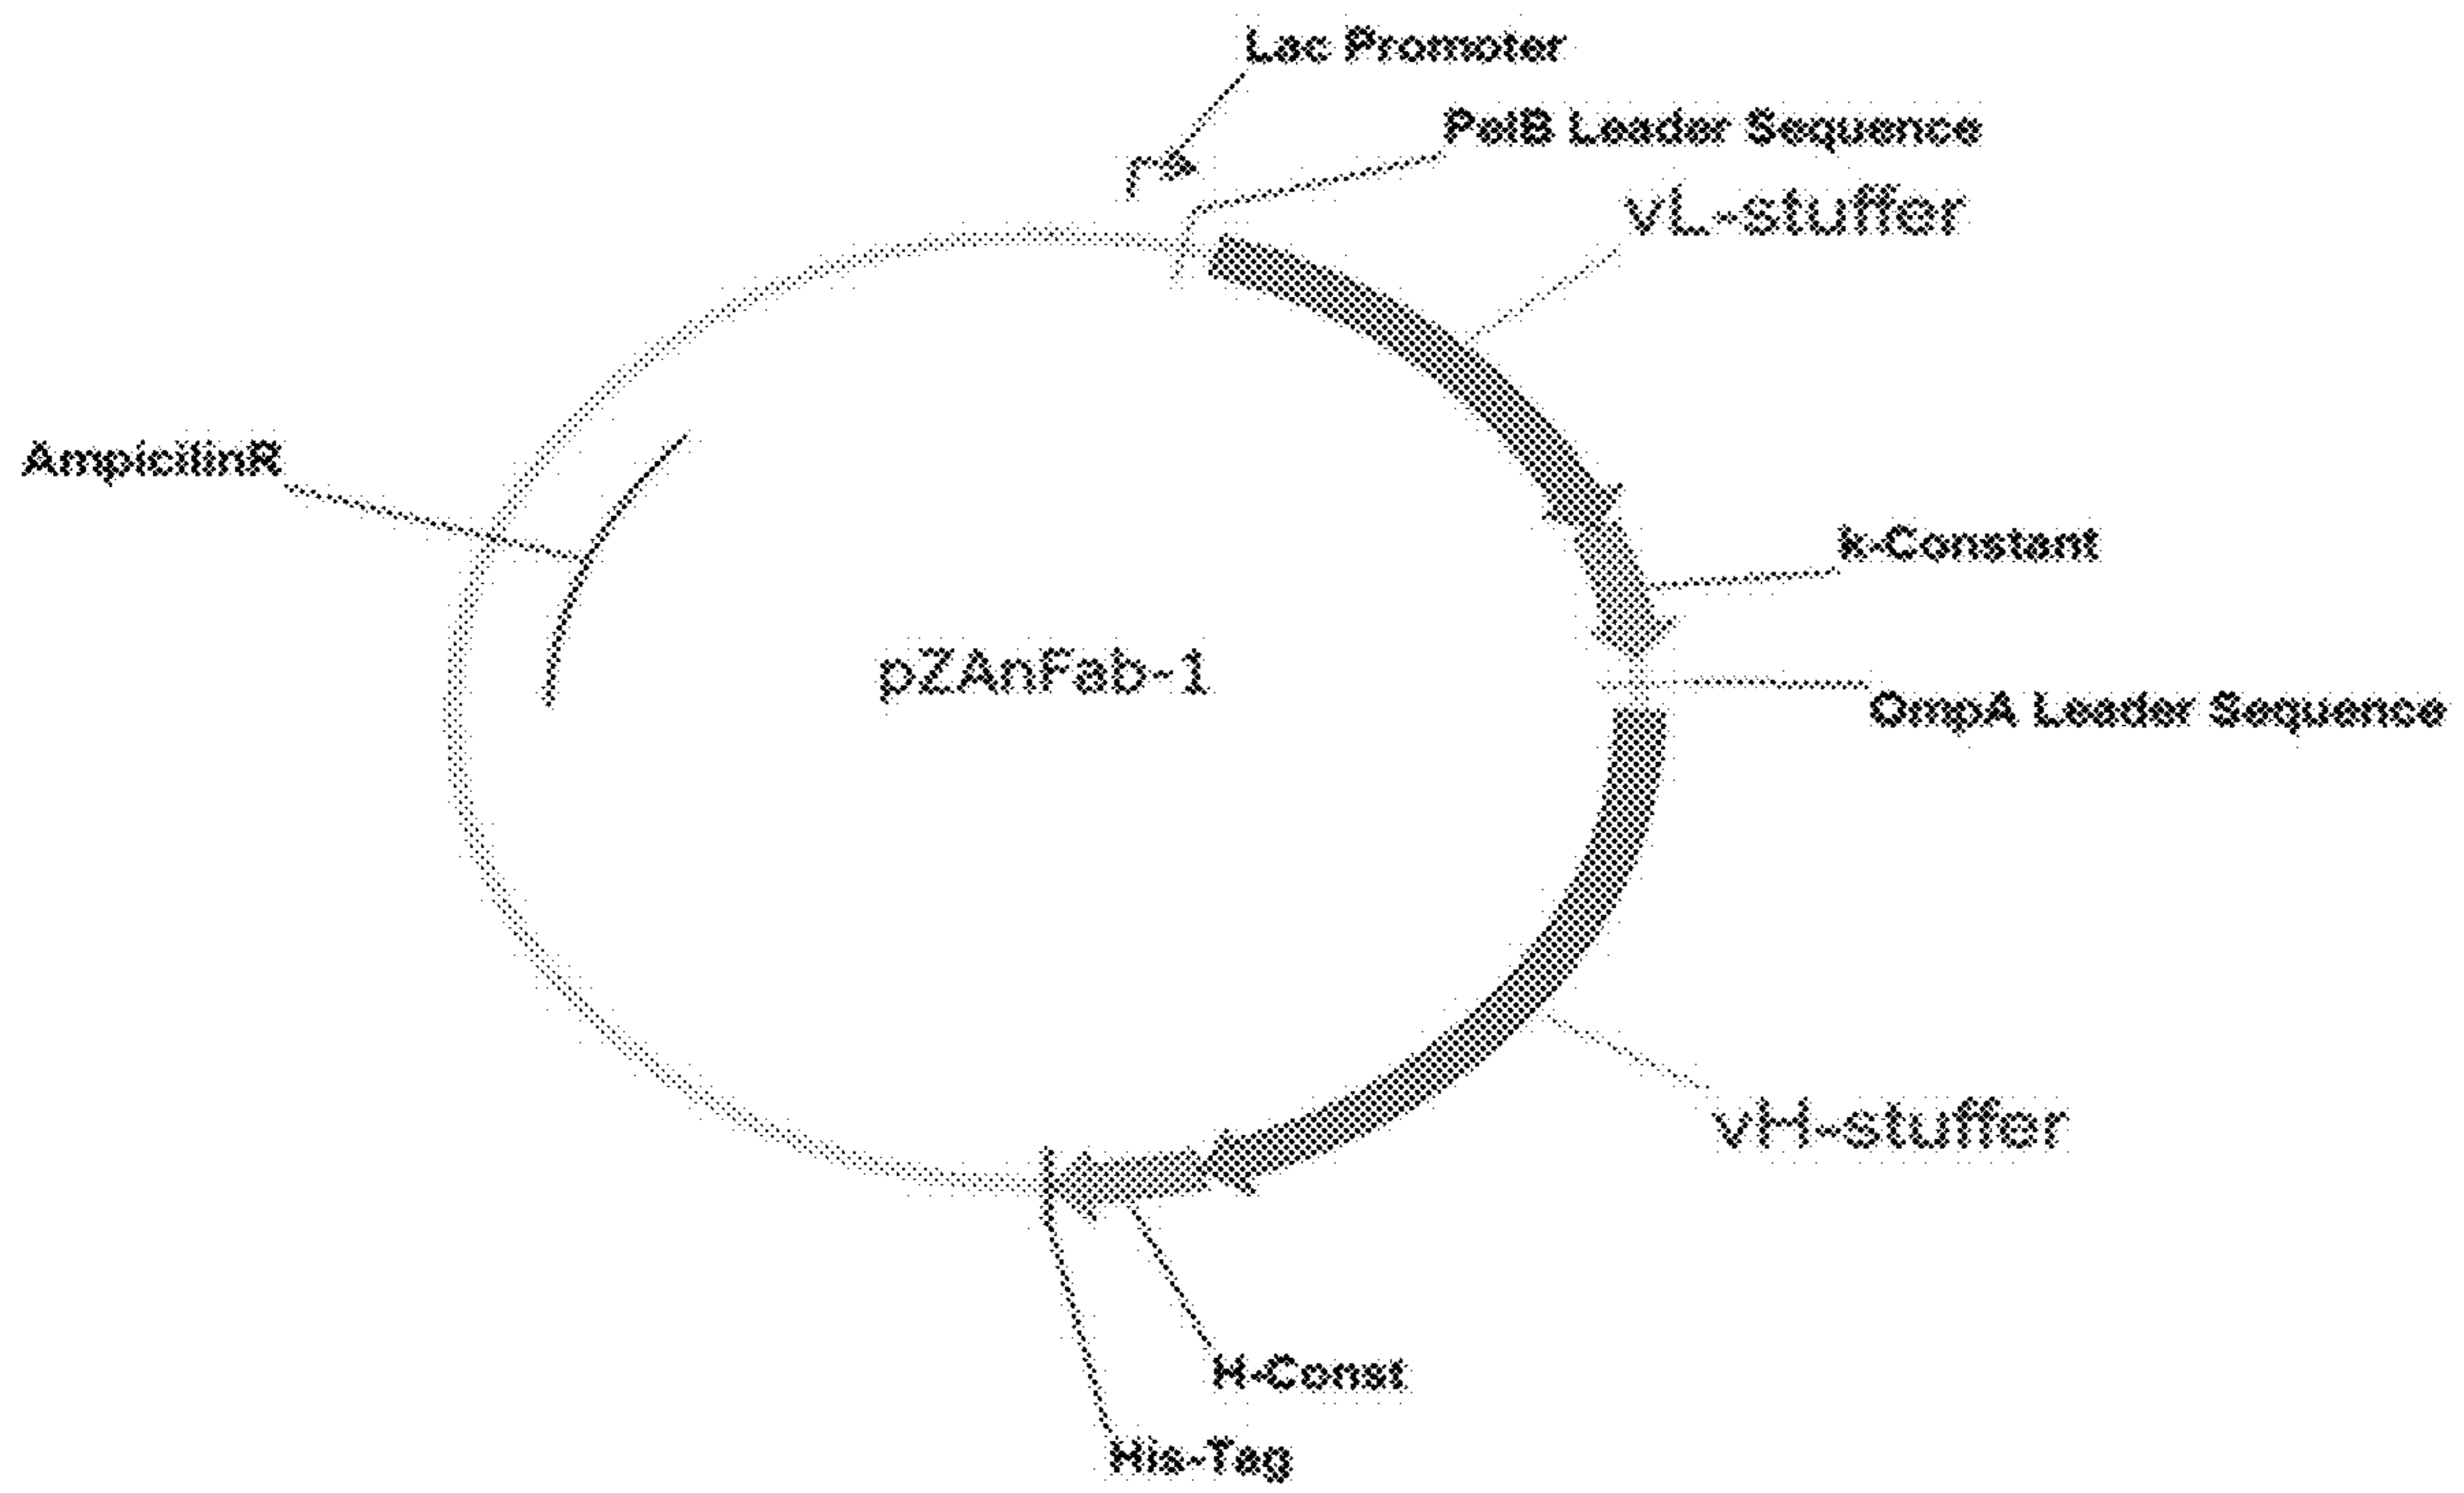 Lac Promoter
PelB Leader Sequence
vL-stuffer
AmpicilinR
k-Constant
pZAnFab-1
OmpA Leader Sequence
vH-stuffer
H-Const
His-Tag